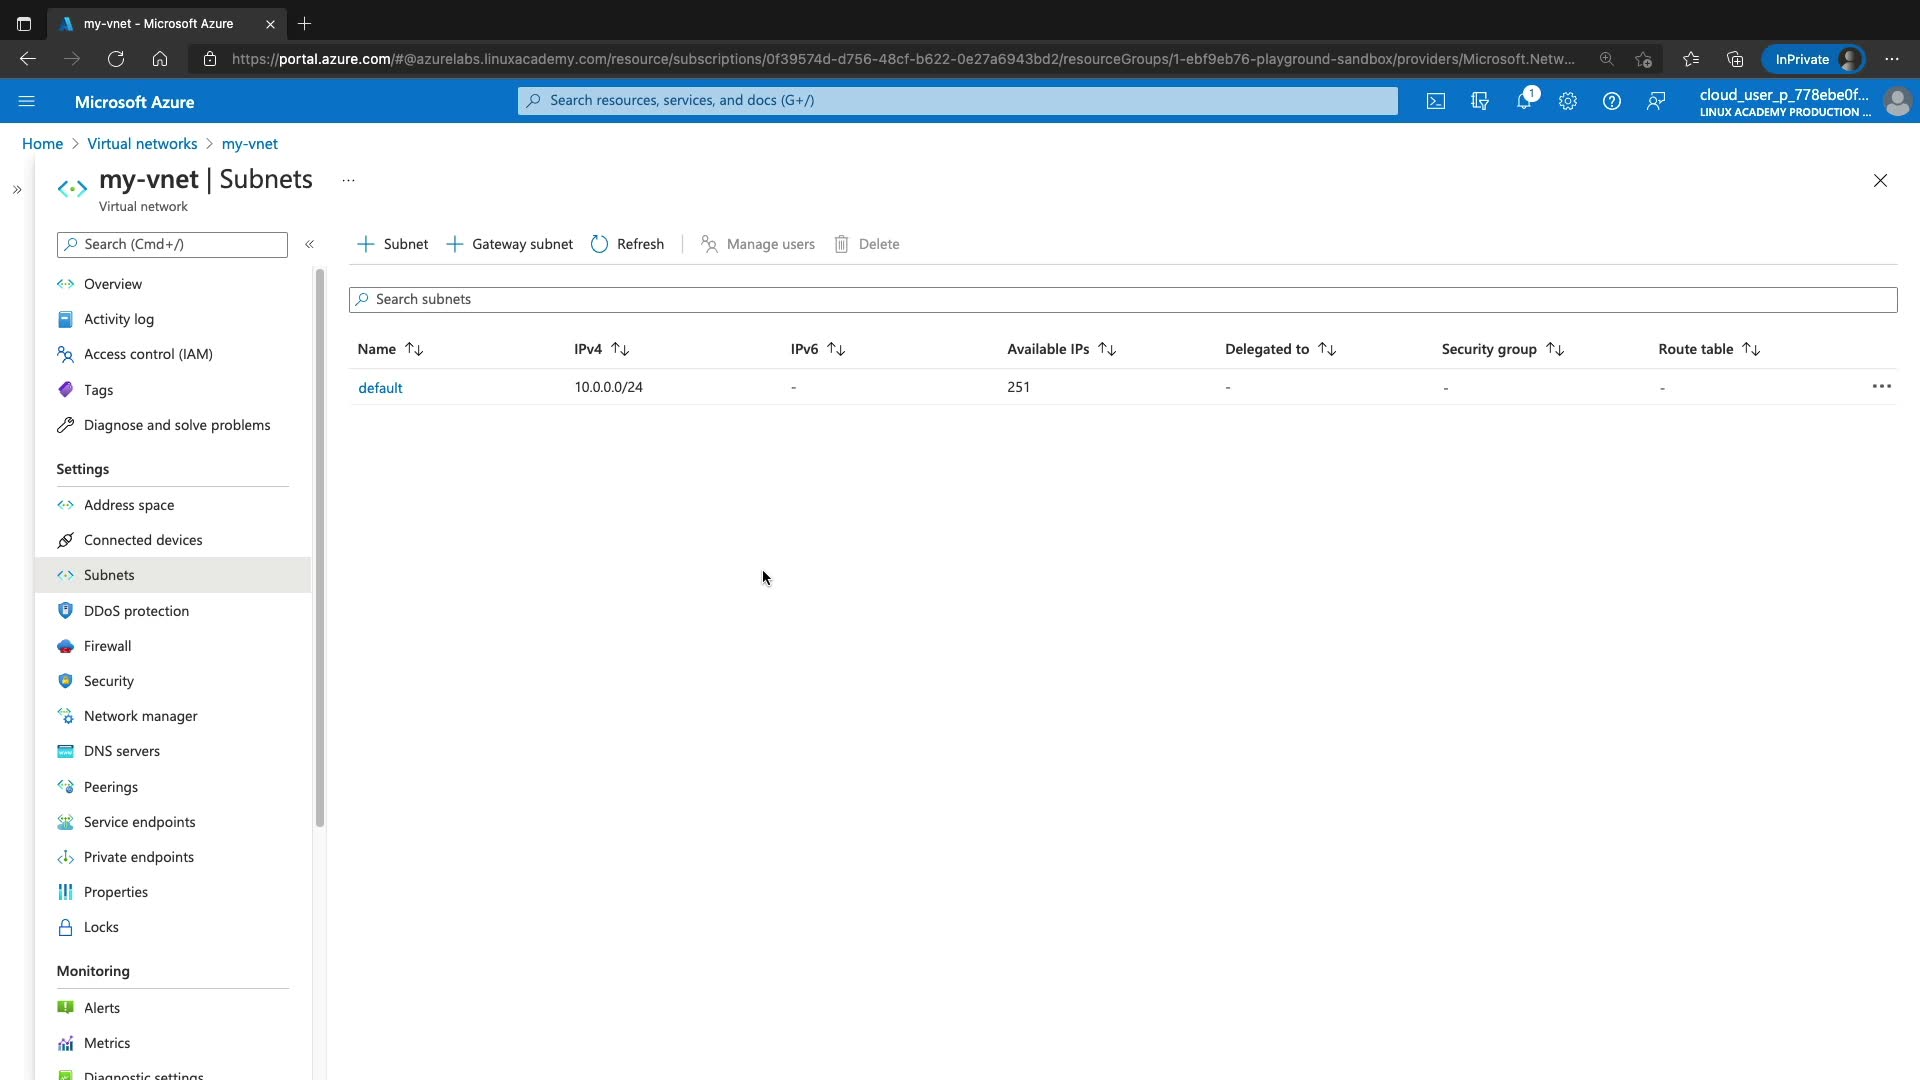 my-vnet - Microsoft Azure
https://portal.azure.com/#@azurelabs.linuxacademy.com/resource/subscriptions/0f39574d-d756-48cf-b622-0e27a6943bd2/resourceGroups/1-ebf9eb76-playground-sandbox/providers/Microsoft.Netw...
InPrivate
Microsoft Azure
Search resources, services, and docs (G+/)
1
cloud_user_p_778ebe0f...
LINUX ACADEMY PRODUCTION ...
Home > Virtual networks > my-vnet
my-vnet | Subnets ...
Virtual network
Search (Cmd+/)
Overview
Activity log
Access control (IAM)
Tags
Diagnose and solve problems
Settings
Address space
Connected devices
Subnets
DDoS protection
Firewall
Security
Network manager
DNS servers
Peerings
Service endpoints
Private endpoints
Properties
Locks
Monitoring
Alerts
Metrics
Diagnostic settings
+ Subnet + Gateway subnet Refresh | Manage users Delete
Search subnets
Name IPv4 IPv6 Available IPs Delegated to Security group Route table
default 10.0.0.0/24 - 251 - - - ...